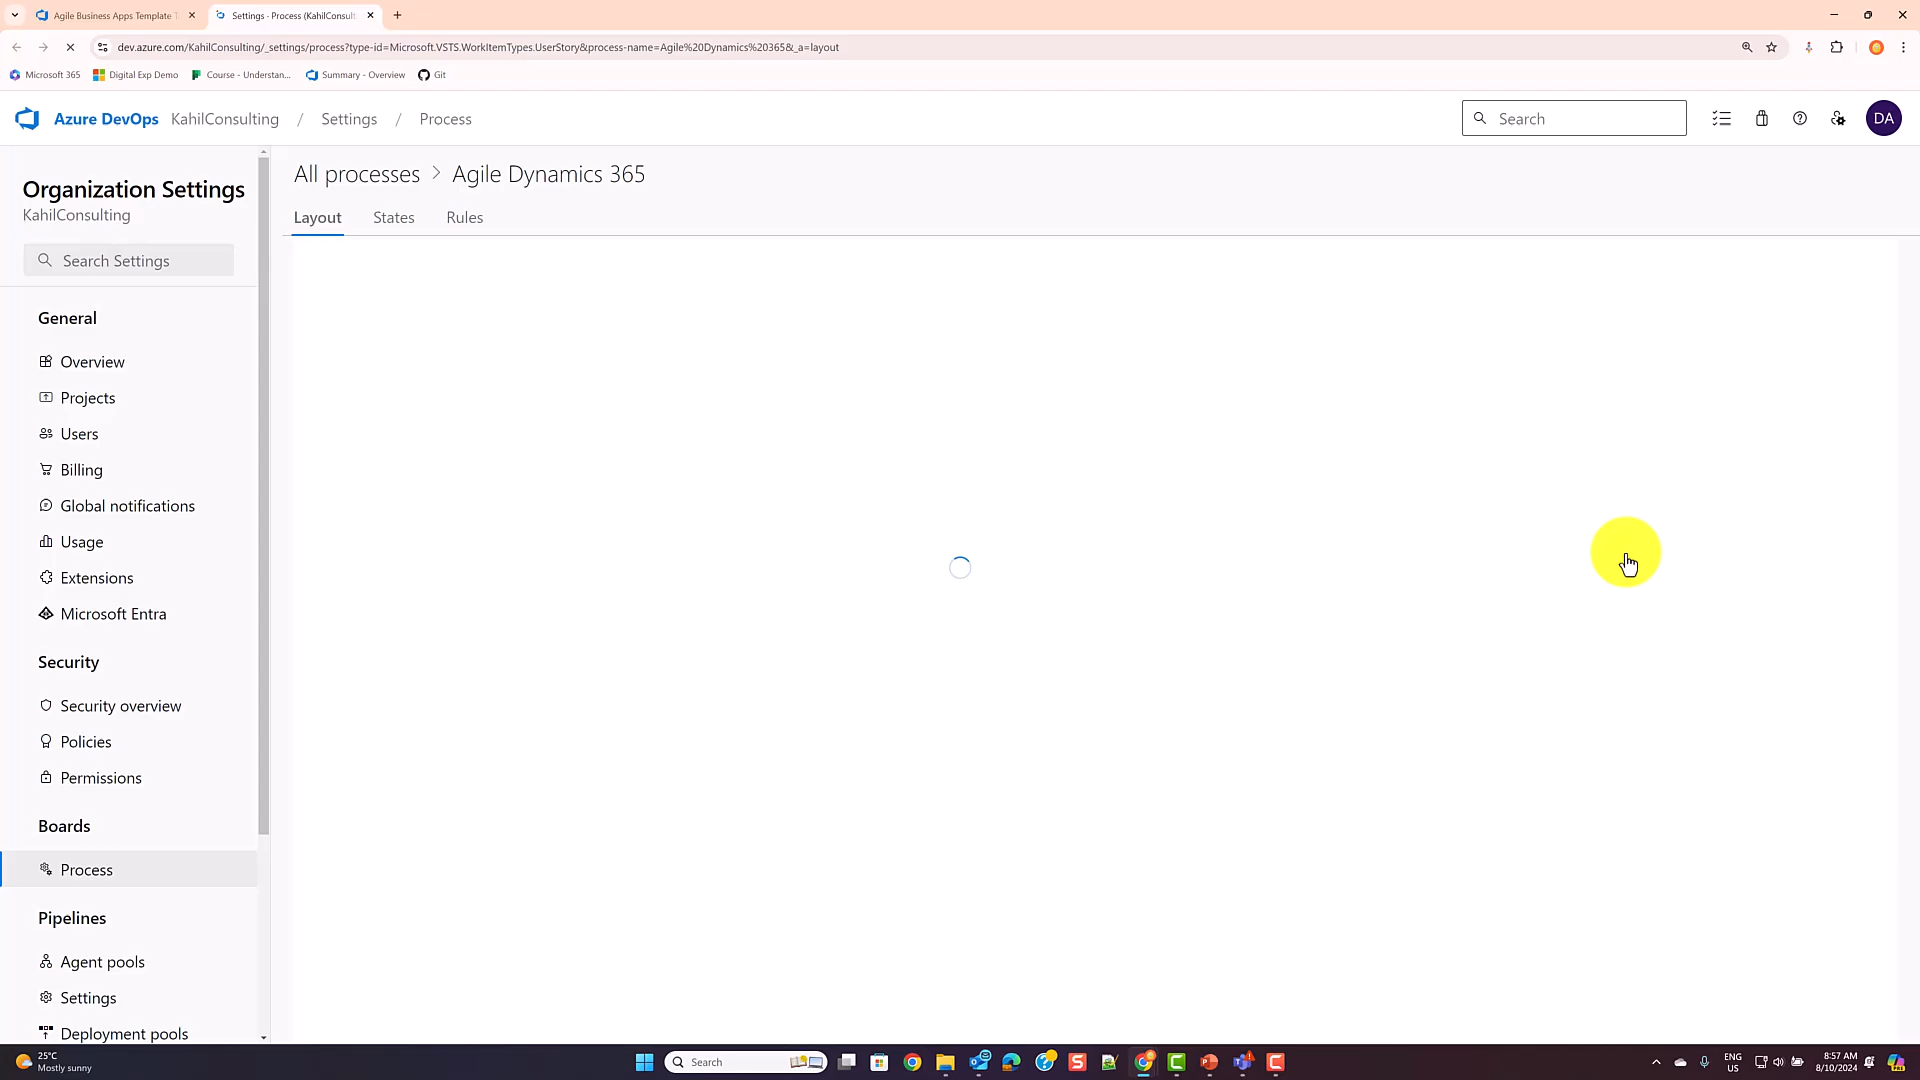 Agile Business Apps Template T
Settings - Process (KahilConsult
dev.azure.com/KahilConsulting/_settings/process?type-id=Microsoft.VSTS.WorkItemTypes.UserStory&process-name=Agile%20Dynamics%20365&_a=layout
Microsoft 365
Digital Exp Demo
Course - Understan...
Summary - Overview
Git
Azure DevOps
KahilConsulting / Settings / Process
Search
DA
Organization Settings
KahilConsulting
Search Settings
All processes > Agile Dynamics 365
Layout States Rules
General
Overview
Projects
Users
Billing
Global notifications
Usage
Extensions
Microsoft Entra
Security
Security overview
Policies
Permissions
Boards
Process
Pipelines
Agent pools
Settings
Deployment pools
25°C
Mostly sunny
Search
ENG
US
8:57 AM
8/10/2024